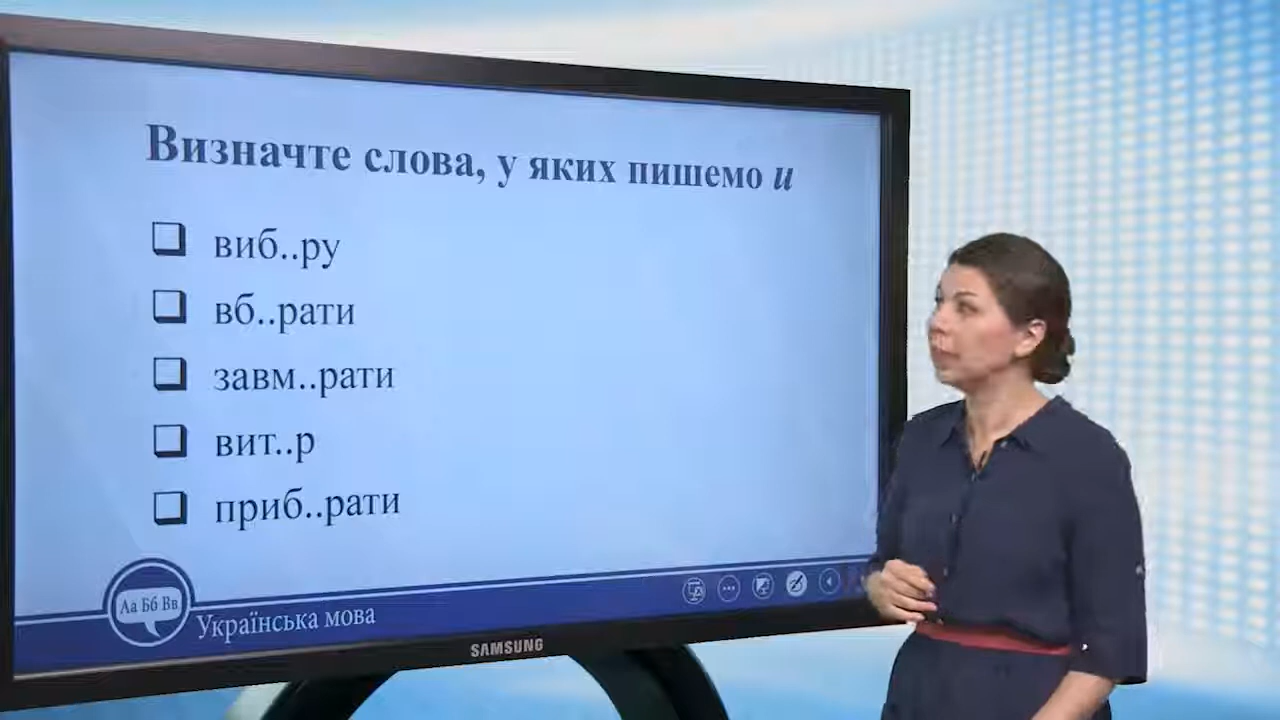 Визначте слова, у яких пишемо и
виб..ру
вб..рати
завм..рати
вит..р
приб..рати
Аа Бб Вв
Українська мова
SAMSUNG